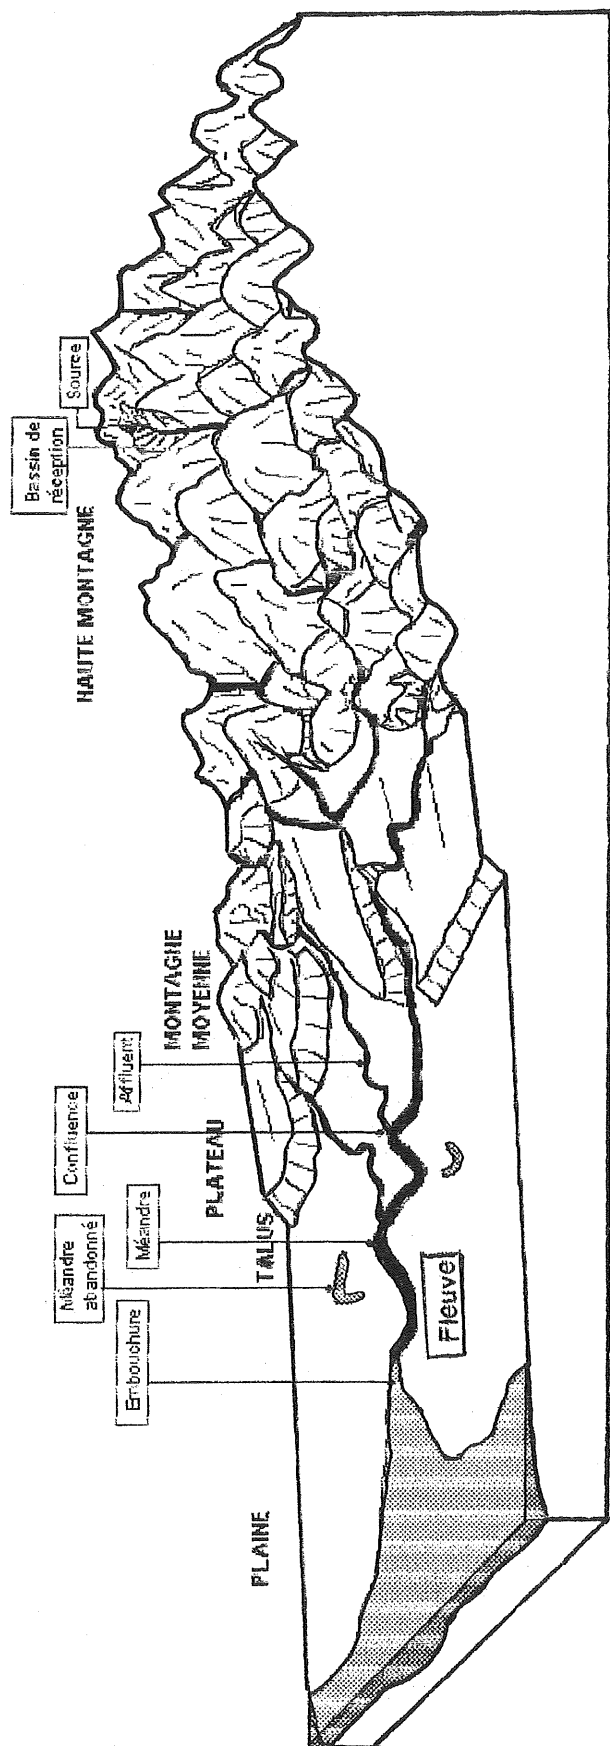 Bassin de
réception
Source
HAUTE MONTAGNE
MONTAGNE
MOYENNE
Affluent
Confluence
PLATEAU
Méandre
TALUS
Méandre
abandonné
Embouchure
Fleuve
PLAINE